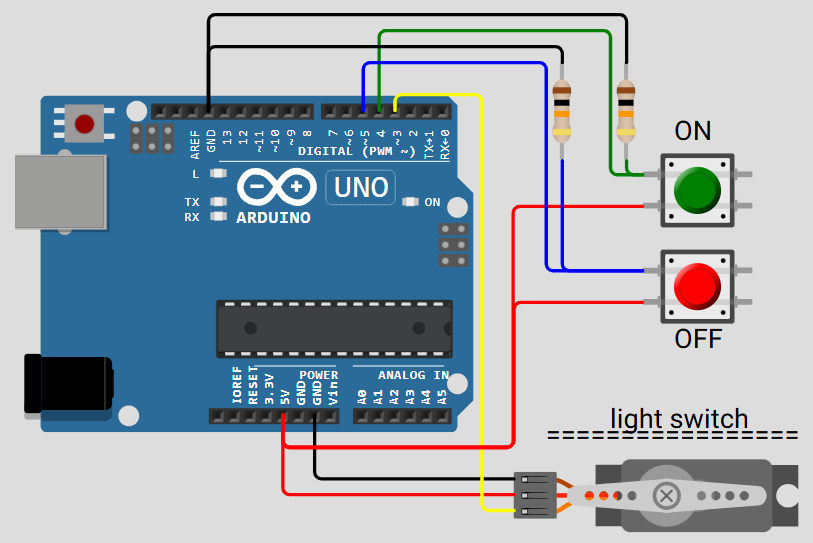 AREF
GND
13
12
~11
~10
~9
8
7
~6
~5
4
~3
2
TX→1
RX←0
DIGITAL (PWM ~)
ON
L
UNO
TX
RX
ON
ARDUINO
OFF
IOREF
RESET
3.3V
5V
GND
GND
Vin
POWER
ANALOG IN
A0
A1
A2
A3
A4
A5
light switch
=================